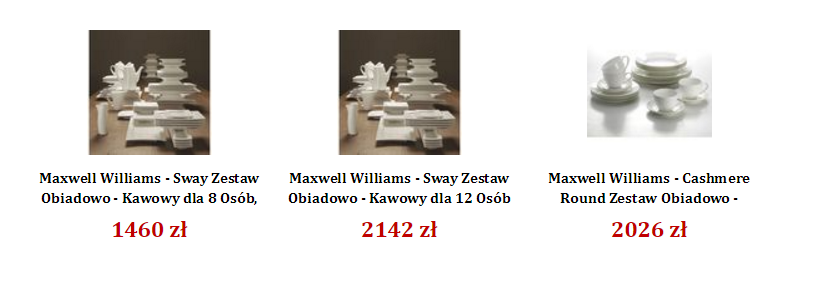 Maxwell Williams - Sway Zestaw
Obiadowo - Kawowy dla 8 Osób,
1460 zł
Maxwell Williams - Sway Zestaw
Obiadowo - Kawowy dla 12 Osób
2142 zł
Maxwell Williams - Cashmere
Round Zestaw Obiadowo -
2026 zł